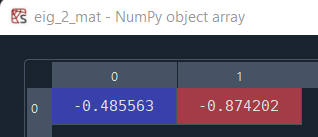 eig_2_mat - NumPy object array
0 1
0 -0.485563 -0.874202